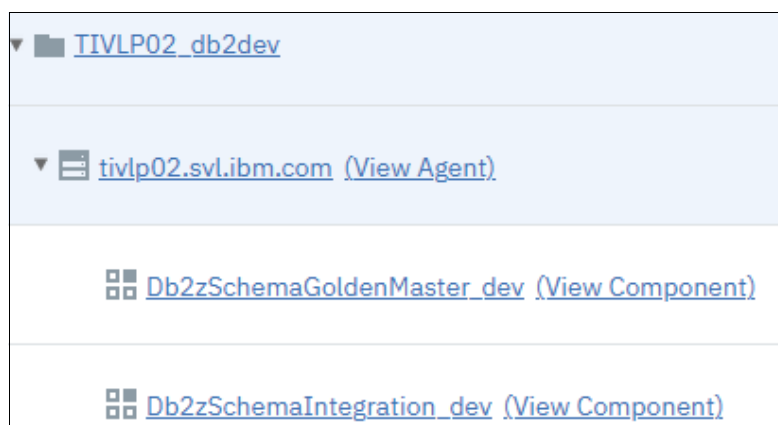 TIVLP02_db2dev
tivlp02.svl.ibm.com (View Agent)
Db2zSchemaGoldenMaster_dev (View Component)
Db2zSchemaIntegration_dev (View Component)